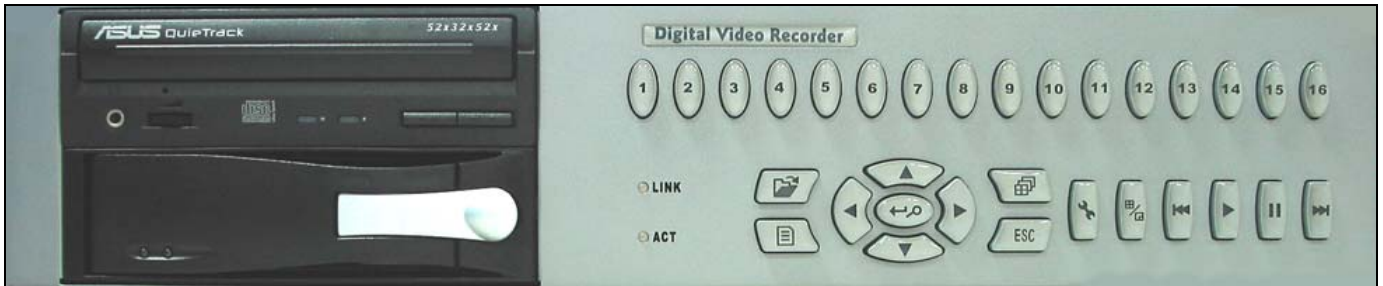 ASUS QuieTrack 52x32x52x
Digital Video Recorder
1 2 3 4 5 6 7 8 9 10 11 12 13 14 15 16
LINK
ACT
ESC